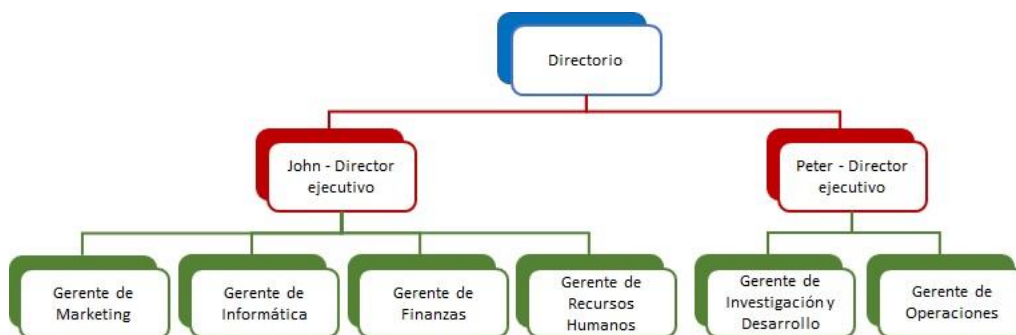 Directorio
John - Director
ejecutivo
Peter - Director
ejecutivo
Gerente de
Marketing
Gerente de
Informática
Gerente de
Finanzas
Gerente de
Recursos
Humanos
Gerente de
Investigación y
Desarrollo
Gerente de
Operaciones